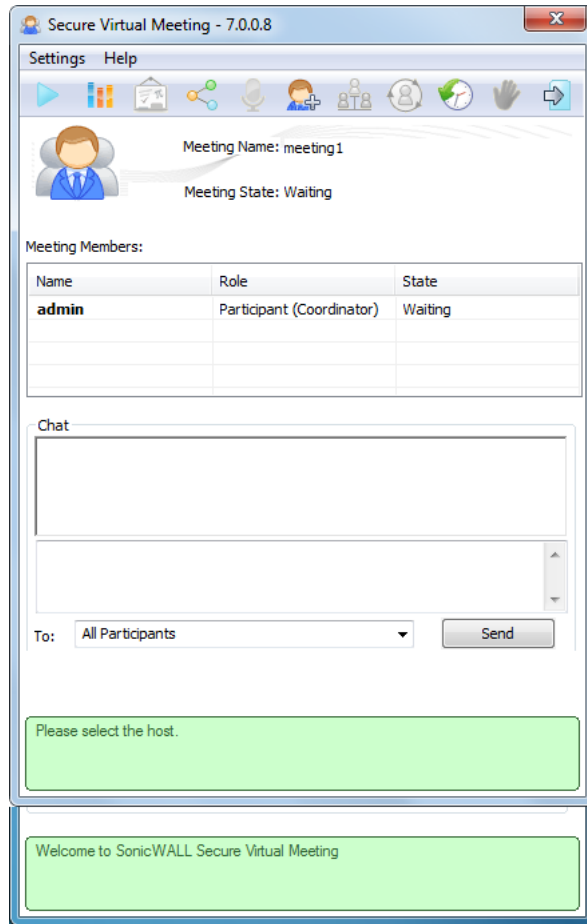 Secure Virtual Meeting - 7.0.0.8
X
Settings Help
Meeting Name: meeting1
Meeting State: Waiting
Meeting Members:
Name Role State
admin Participant (Coordinator) Waiting
Chat
To: All Participants Send
Please select the host.
Welcome to SonicWALL Secure Virtual Meeting